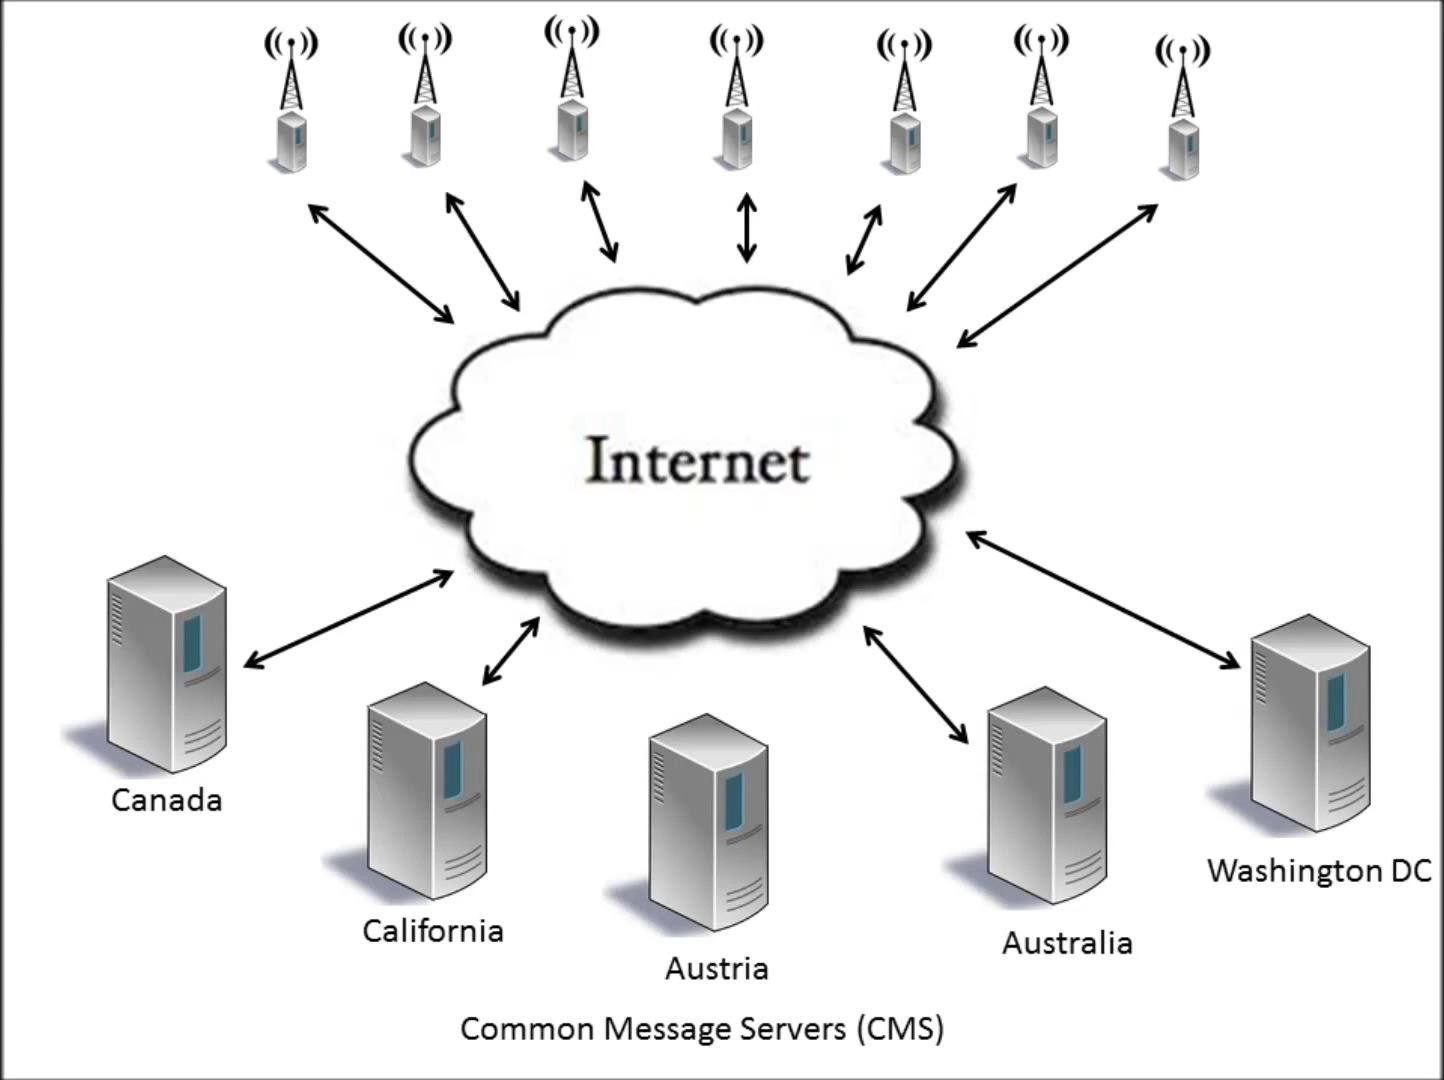 Internet
Canada
California
Austria
Australia
Washington DC
Common Message Servers (CMS)